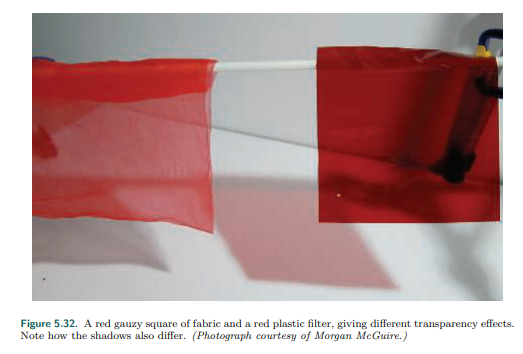 Figure 5.32. A red gauzy square of fabric and a red plastic filter, giving different transparency effects.
Note how the shadows also differ. (Photograph courtesy of Morgan McGuire.)